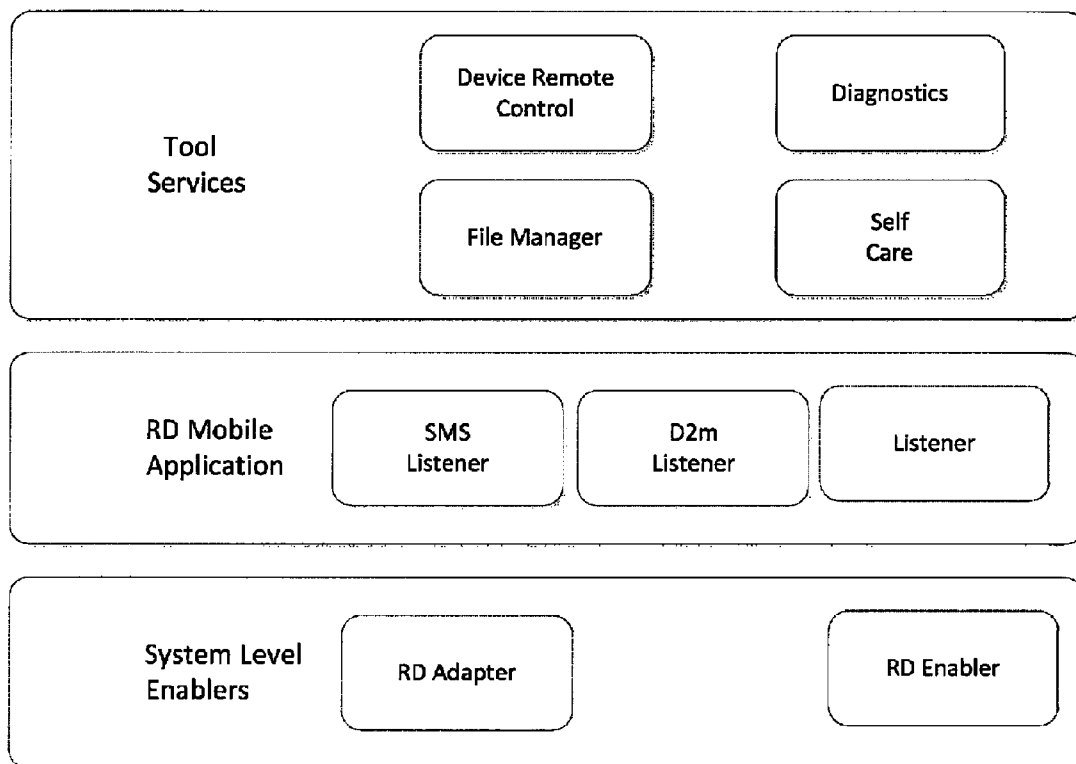 Tool
Services
Device Remote
Control
Diagnostics
File Manager
Self
Care
RD Mobile
Application
SMS
Listener
D2m
Listener
Listener
System Level
Enablers
RD Adapter
RD Enabler